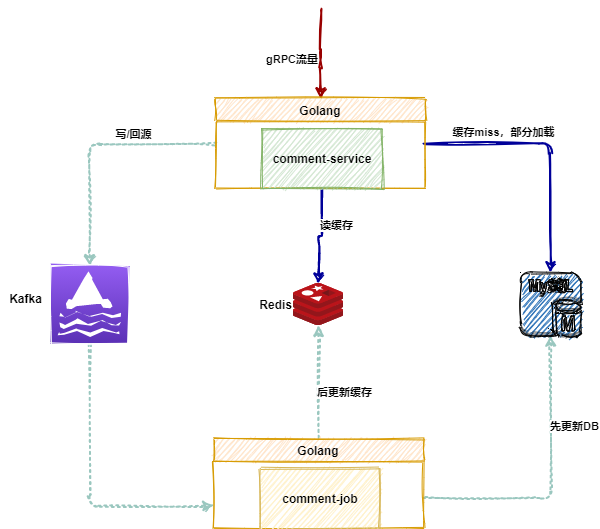 gRPC流量
Golang
comment-service
写/回源
缓存miss，部分加载
读缓存
Kafka
Redis
MySQL
M
后更新缓存
先更新DB
Golang
comment-job